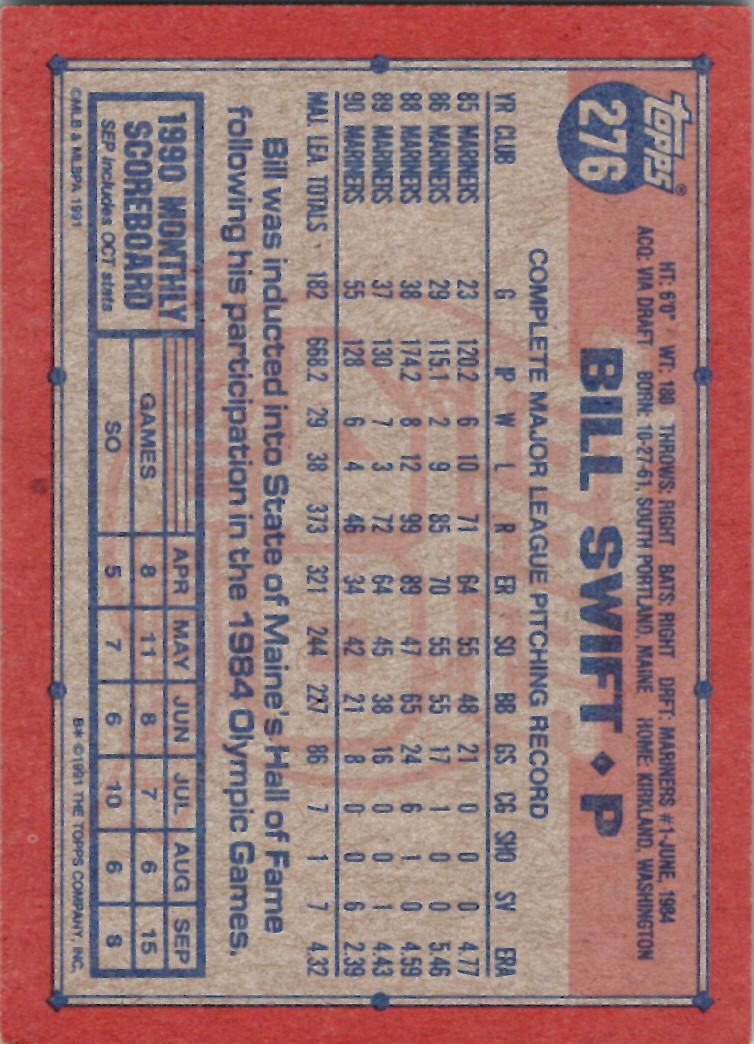 Topps®
276
BILL SWIFT ◆ P
HT: 6'0" WT: 180 THROWS: RIGHT BATS: RIGHT DRFT: MARINERS #1-JUNE, 1984
ACQ: VIA DRAFT BORN: 10-27-61, SOUTH PORTLAND, MAINE HOME: KIRKLAND, WASHINGTON
COMPLETE MAJOR LEAGUE PITCHING RECORD
YR CLUB G IP W L R ER SO BB GS CG SHO SV ERA
85 MARINERS 23 120.2 6 10 71 64 55 48 21 0 0 0 4.77
86 MARINERS 29 115.1 2 9 85 70 55 55 17 1 0 0 5.46
88 MARINERS 38 174.2 8 12 99 89 47 65 24 6 1 0 4.59
89 MARINERS 37 130 7 3 72 64 45 38 16 0 0 1 4.43
90 MARINERS 55 128 6 4 46 34 42 21 8 0 0 6 2.39
MAJ. LEA. TOTALS 182 668.2 29 38 373 321 244 227 86 7 1 7 4.32
Bill was inducted into State of Maine's Hall of Fame
following his participation in the 1984 Olympic Games.
1990 MONTHLY
SCOREBOARD
SEP includes OCT stats
APR MAY JUN JUL AUG SEP
GAMES 8 11 8 7 6 15
SO 5 7 6 10 6 8
©MLB & MLBPA 1991
B* ©1991 THE TOPPS COMPANY, INC.